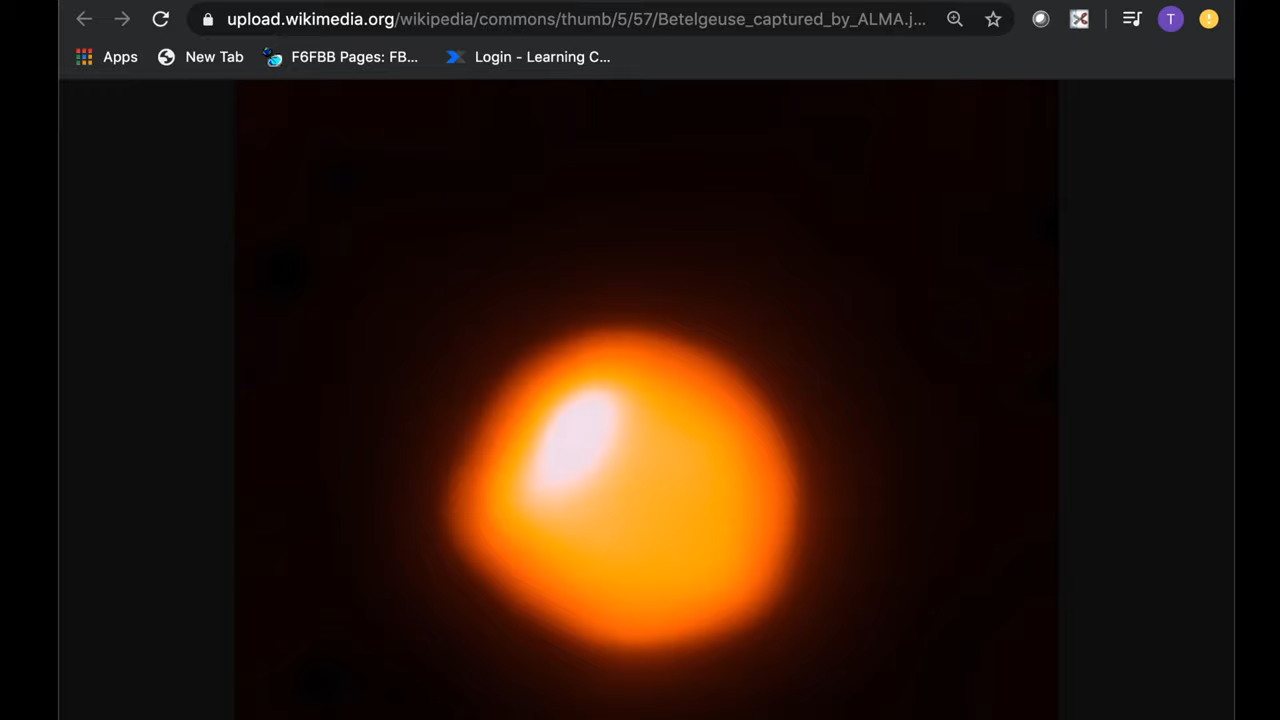 upload.wikimedia.org/wikipedia/commons/thumb/5/57/Betelgeuse_captured_by_ALMA.j...
Apps New Tab F6FBB Pages: FB... Login - Learning C...
T